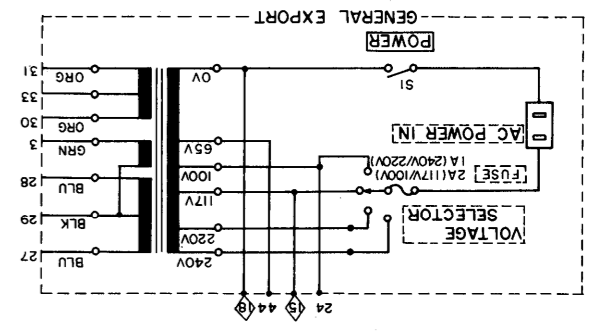 24 15 44 18
VOLTAGE
SELECTOR
240V
BLU 27
220V
BLK 29
117V
BLU 28
FUSE
2A(117V/100V)
1A(240V/220V)
100V
65V
GRN 3
AC POWER IN
ORG 30
33
S1
0V
ORG 31
POWER
GENERAL EXPORT